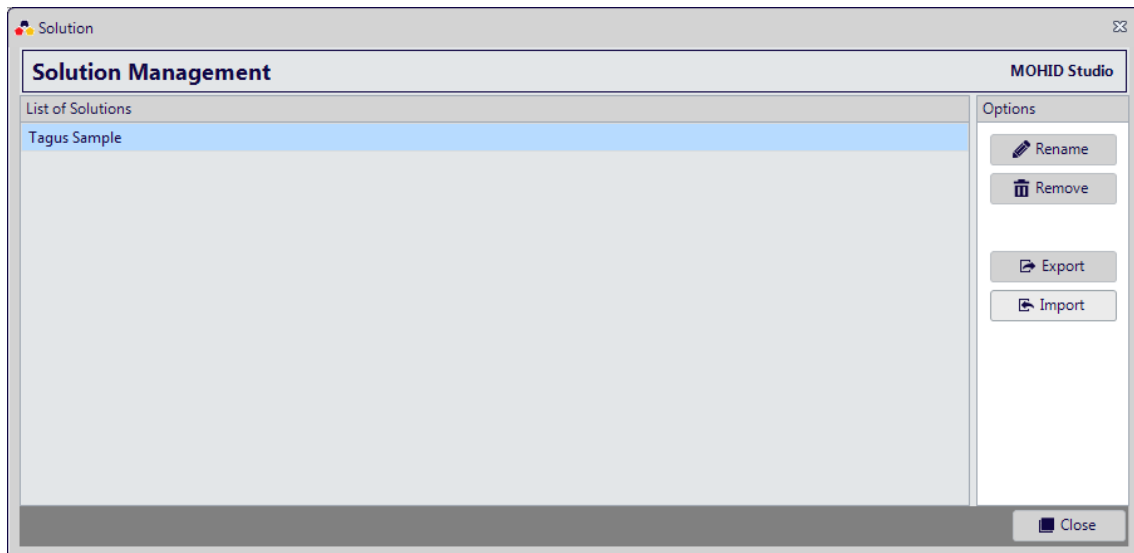 Solution
Solution Management
MOHID Studio
List of Solutions
Options
Tagus Sample
Rename
Remove
Export
Import
Close